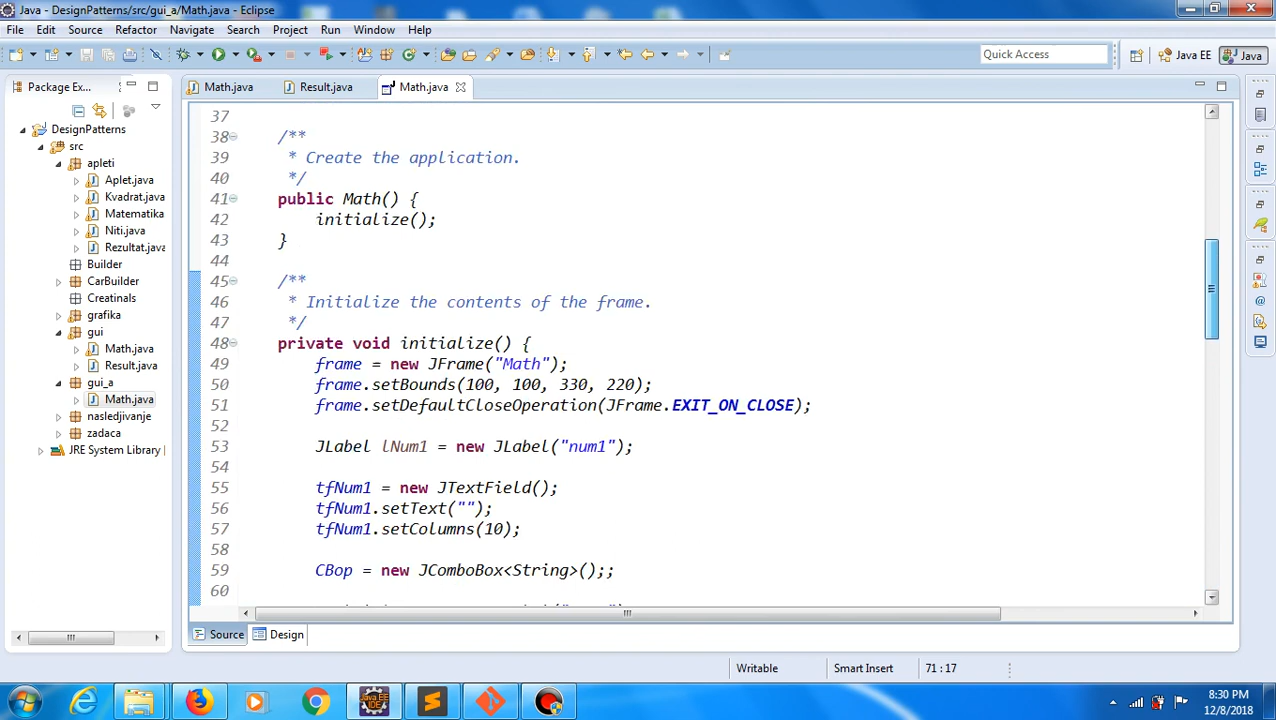 Java - DesignPatterns/src/gui_a/Math.java - Eclipse
File Edit Source Refactor Navigate Search Project Run Window Help
Quick Access
Java EE
Java
Package Ex...
Math.java
Result.java
Math.java
DesignPatterns
src
apleti
Aplet.java
Kvadrat.java
Matematika
Niti.java
Rezultat.java
Builder
CarBuilder
Creatinals
grafika
gui
Math.java
Result.java
gui_a
Math.java
nasledjivanje
zadaca
JRE System Library
37
38 /**
39 * Create the application.
40 */
41 public Math() {
42 initialize();
43 }
44
45 /**
46 * Initialize the contents of the frame.
47 */
48 private void initialize() {
49 frame = new JFrame("Math");
50 frame.setBounds(100, 100, 330, 220);
51 frame.setDefaultCloseOperation(JFrame.EXIT_ON_CLOSE);
52
53 JLabel lNum1 = new JLabel("num1");
54
55 tfNum1 = new JTextField();
56 tfNum1.setText("");
57 tfNum1.setColumns(10);
58
59 CBop = new JComboBox<String>();;
60
Source Design
Writable
Smart Insert
71 : 17
8:30 PM
12/8/2018